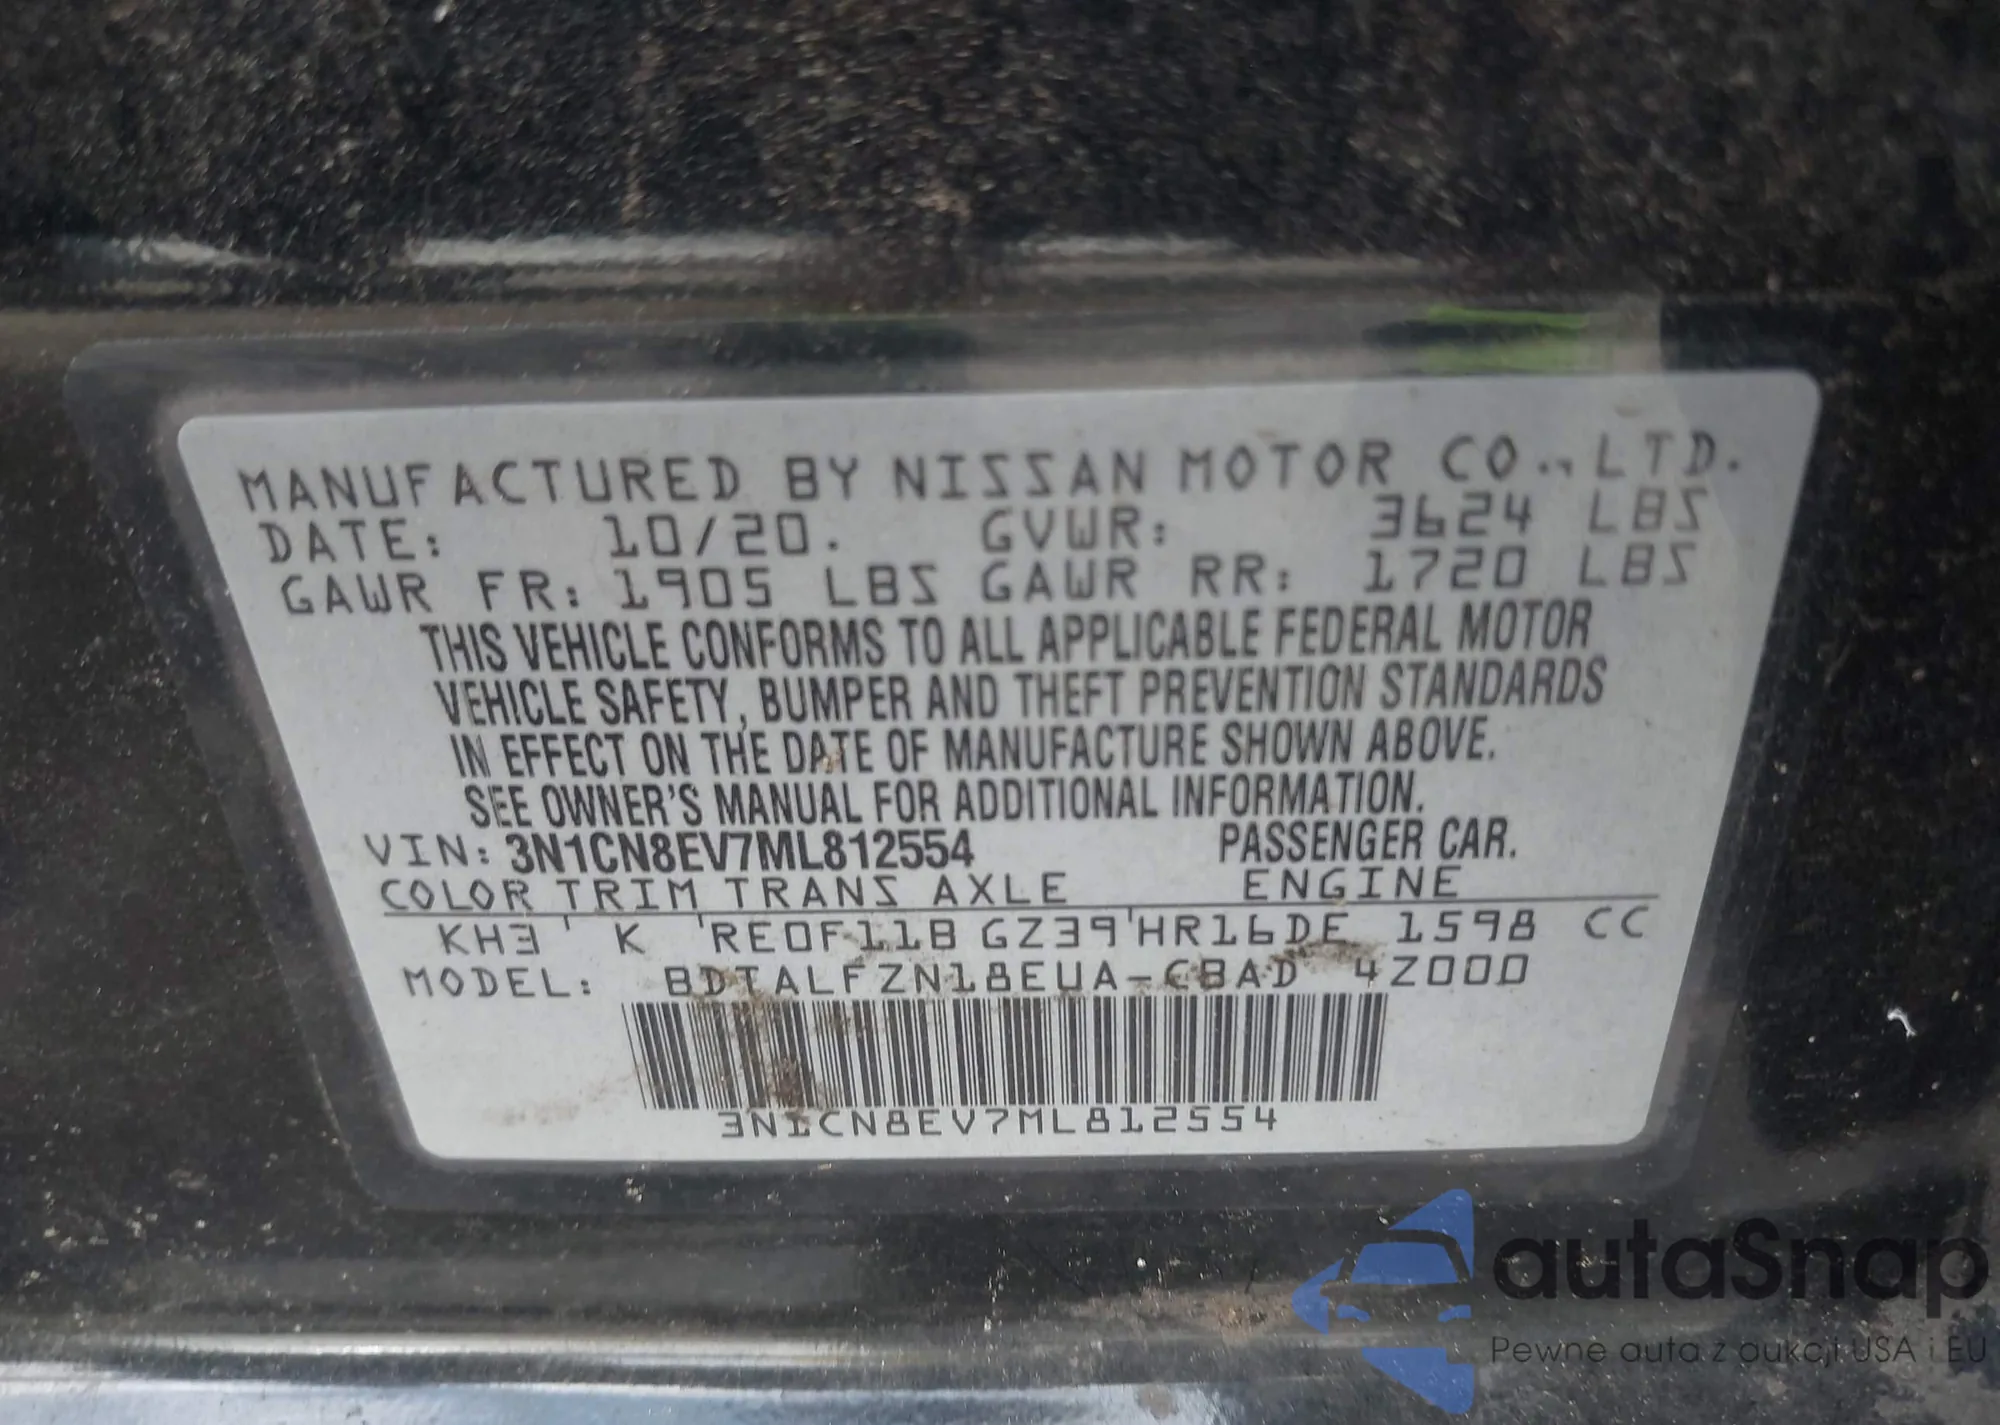 MANUFACTURED BY NISSAN MOTOR CO., LTD.
DATE: 10/20. GVWR: 3624 LBS
GAWR FR: 1905 LBS GAWR RR: 1720 LBS
THIS VEHICLE CONFORMS TO ALL APPLICABLE FEDERAL MOTOR
VEHICLE SAFETY, BUMPER AND THEFT PREVENTION STANDARDS
IN EFFECT ON THE DATE OF MANUFACTURE SHOWN ABOVE.
SEE OWNER'S MANUAL FOR ADDITIONAL INFORMATION.
VIN: 3N1CN8EV7ML812554 PASSENGER CAR.
COLOR TRIM TRANS AXLE ENGINE
KH3 ' K 'RE0F11B GZ39'HR16DE 1598 CC
MODEL: BDTALFZN18EUA-CBAD 4Z000
3N1CN8EV7ML812554
autaSnap
Pewne auta z aukcji USA i EU